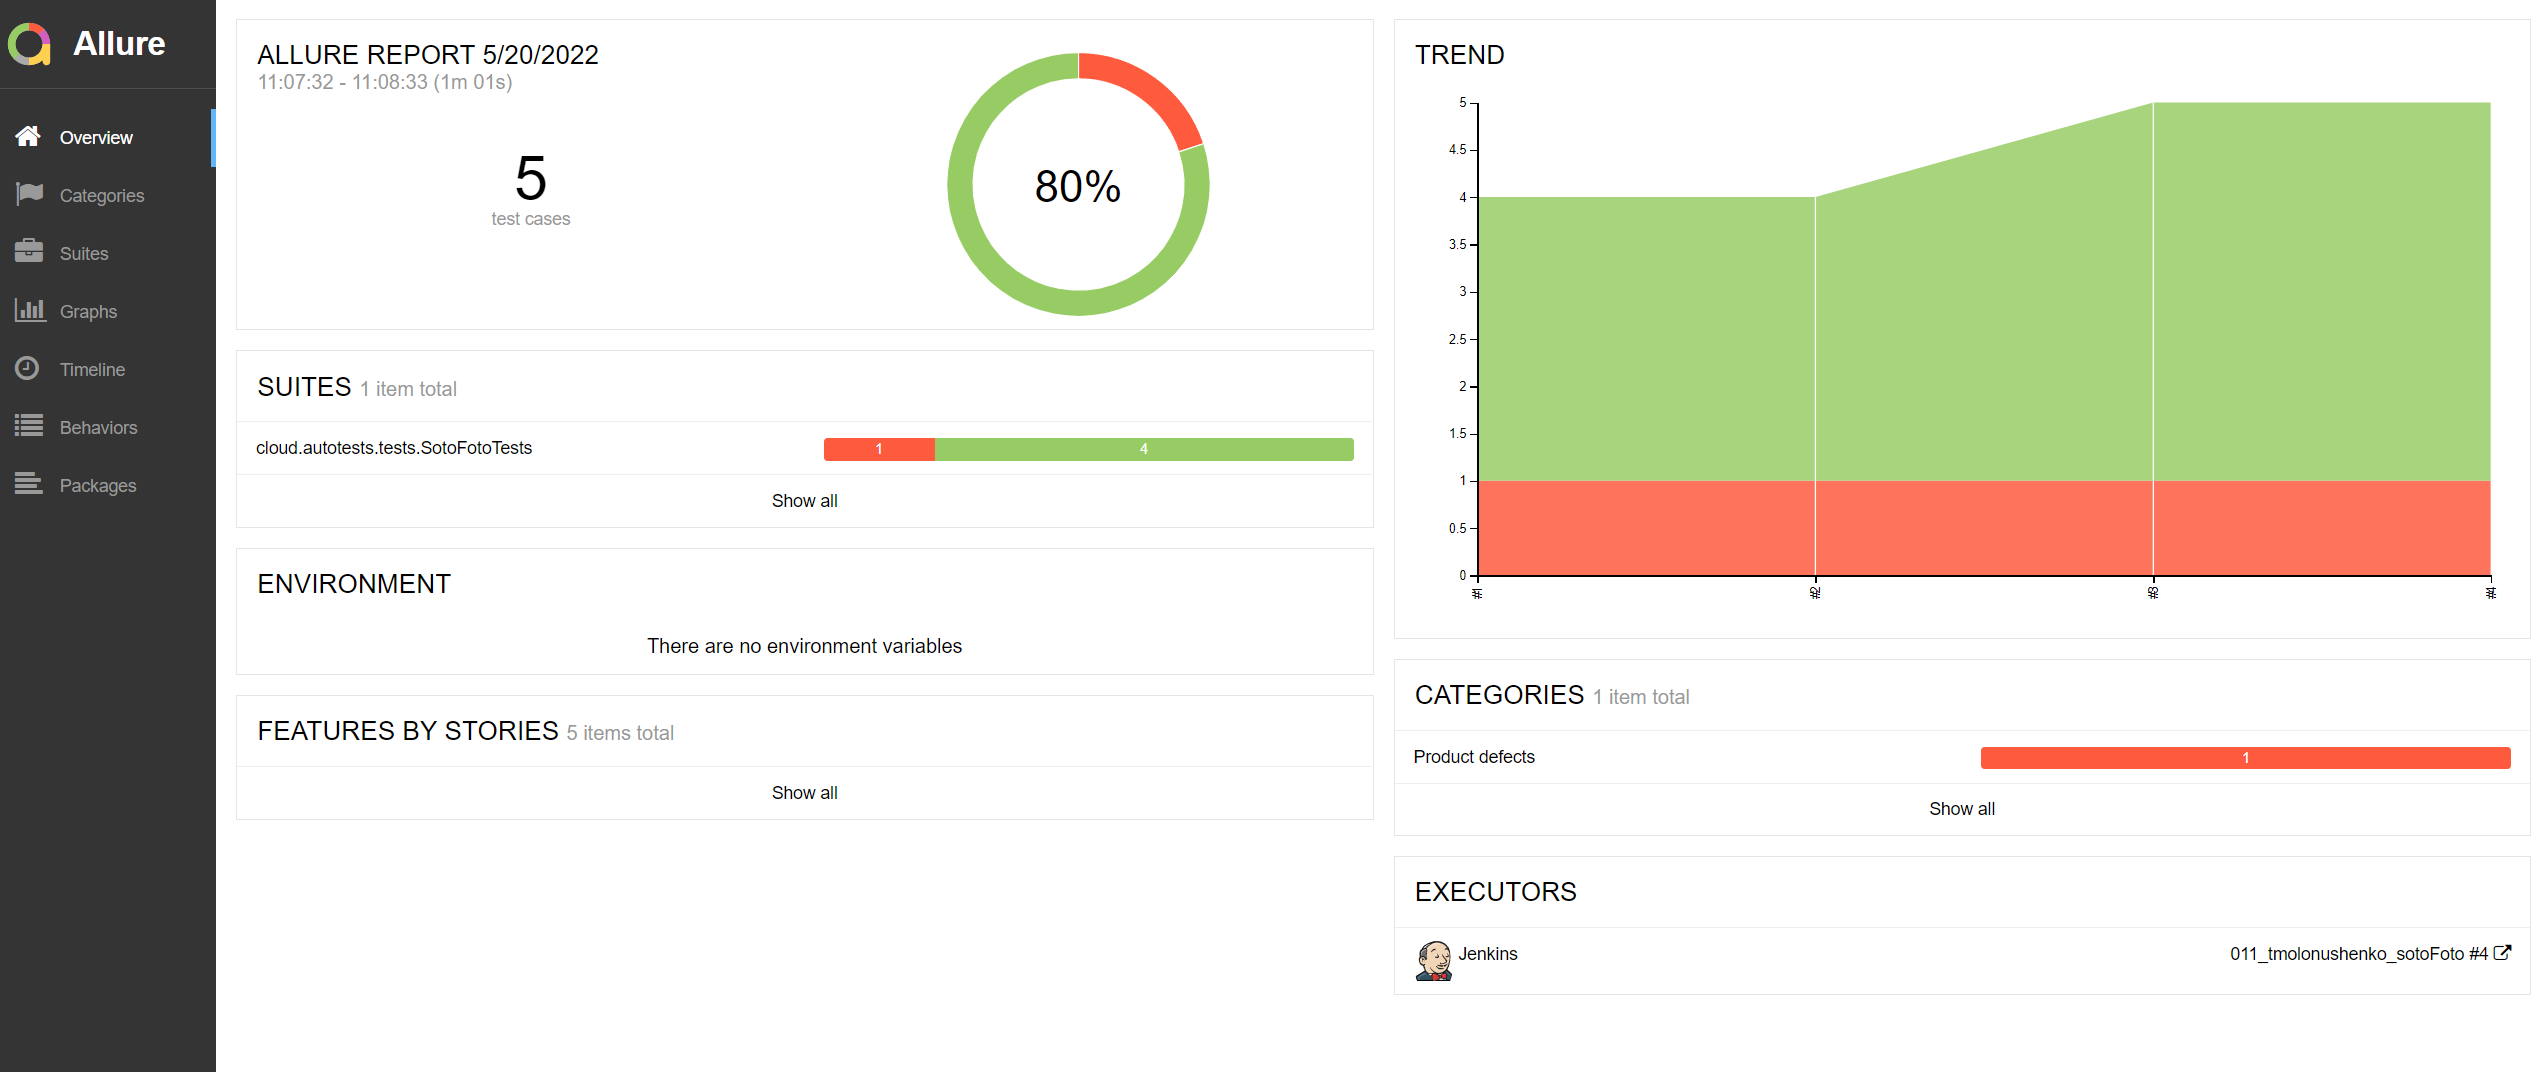 Allure
Overview
Categories
Suites
Graphs
Timeline
Behaviors
Packages
ALLURE REPORT 5/20/2022
11:07:32 - 11:08:33 (1m 01s)
5
test cases
80%
SUITES 1 item total
cloud.autotests.tests.SotoFotoTests 1 4
Show all
ENVIRONMENT
There are no environment variables
FEATURES BY STORIES 5 items total
Show all
TREND
5
4.5
4
3.5
3
2.5
2
1.5
1
0.5
0
#1 #2 #3 #4
CATEGORIES 1 item total
Product defects 1
Show all
EXECUTORS
Jenkins 011_tmolonushenko_sotoFoto #4